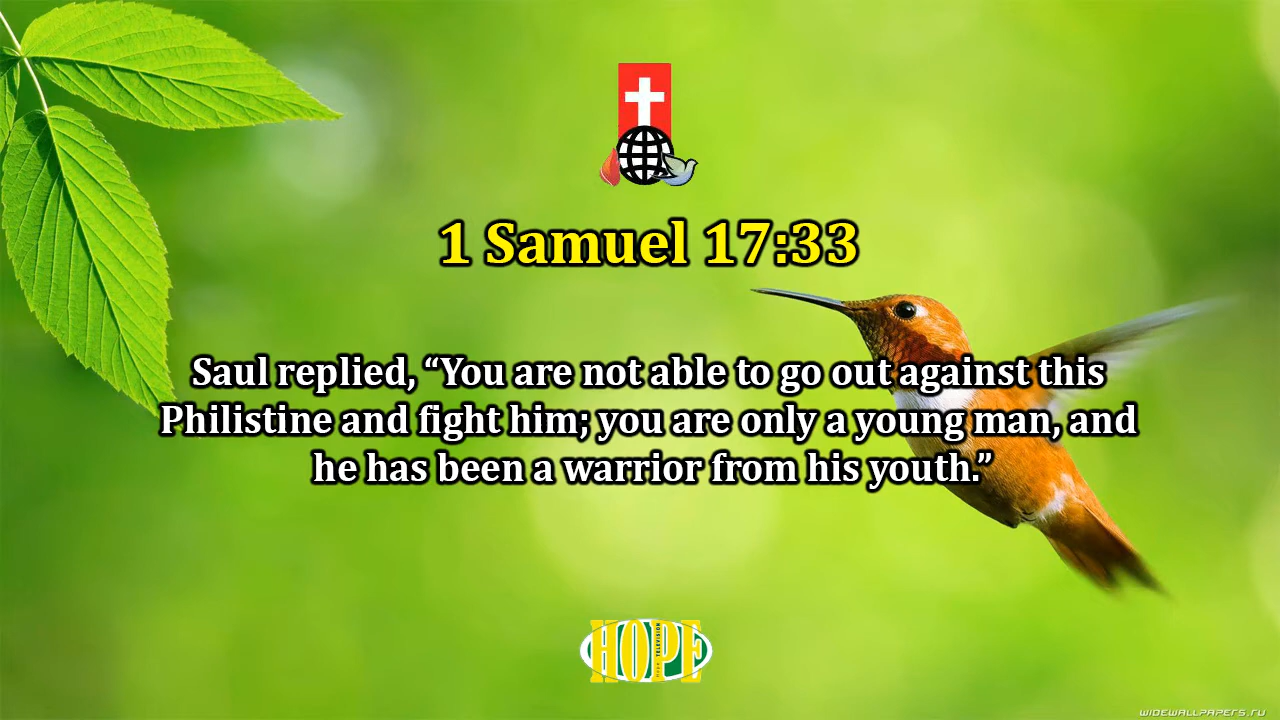 1 Samuel 17:33
Saul replied, “You are not able to go out against this
Philistine and fight him; you are only a young man, and
he has been a warrior from his youth.”
HOPE
TELEVISION
WIDEWALLPAPERS.RU